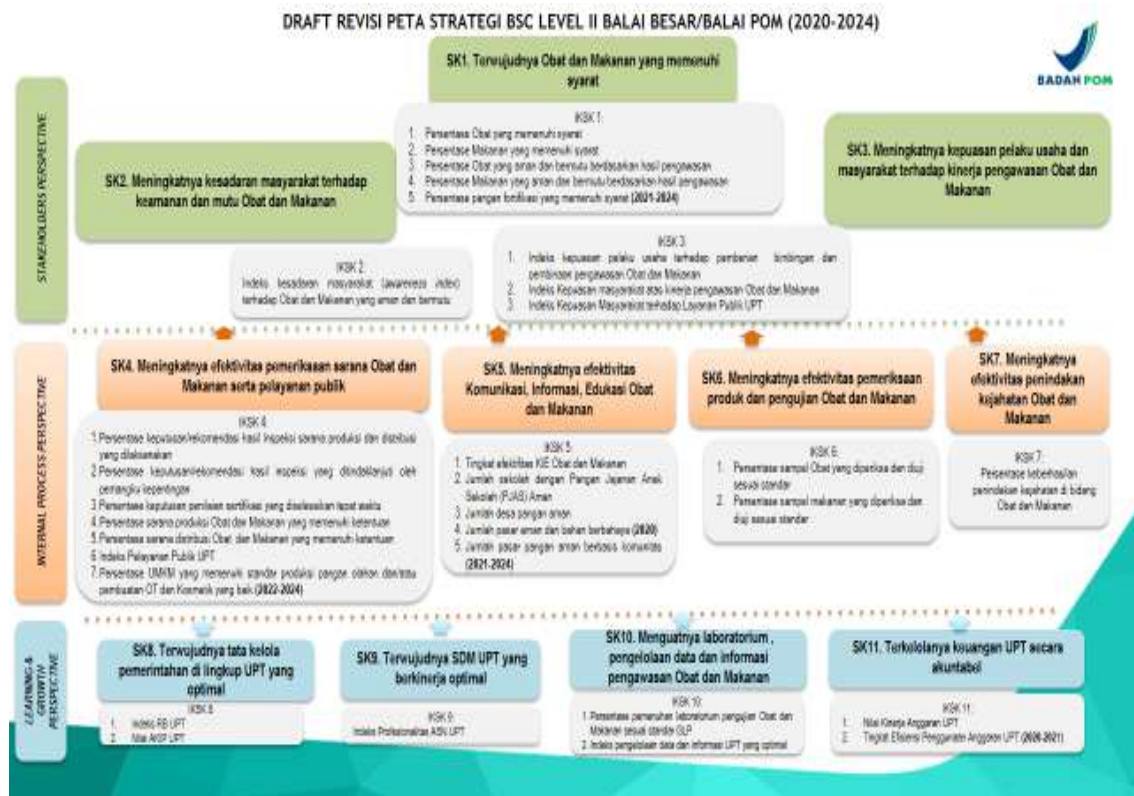 DRAFT REVISI PETA STRATEGI BSC LEVEL II BALAI BESAR/BALAI POM (2020-2024)
BADAN POM
STAKEHOLDERS PERSPECTIVE
SK1. Terwujudnya Obat dan Makanan yang memenuhi
syarat
IKSK 1:
1. Persentase Obat yang memenuhi syarat
2. Persentase Makanan yang memenuhi syarat
3. Persentase Obat yang aman dan bermutu berdasarkan hasil pengawasan
4. Persentase Makanan yang aman dan bermutu berdasarkan hasil pengawasan
5. Persentase pangan fortifikasi yang memenuhi syarat (2021-2024)
SK2. Meningkatnya kesadaran masyarakat terhadap
keamanan dan mutu Obat dan Makanan
IKSK 2:
Indeks kesadaran masyarakat (awareness index)
terhadap Obat dan Makanan yang aman dan bermutu
SK3. Meningkatnya kepuasan pelaku usaha dan
masyarakat terhadap kinerja pengawasan Obat dan
Makanan
IKSK 3:
1. Indeks kepuasan pelaku usaha terhadap pemberian bimbingan dan
pembinaan pengawasan Obat dan Makanan
2. Indeks Kepuasan masyarakat atas kinerja pengawasan Obat dan Makanan
3. Indeks Kepuasan Masyarakat terhadap Layanan Publik UPT
INTERNAL PROCESS PERSPECTIVE
SK4. Meningkatnya efektivitas pemeriksaan sarana Obat dan
Makanan serta pelayanan publik
IKSK 4:
1. Persentase keputusan/rekomendasi hasil inspeksi sarana produksi dan distribusi
yang dilaksanakan
2. Persentase keputusan/rekomendasi hasil inspeksi yang ditindaklanjuti oleh
pemangku kepentingan
3. Persentase keputusan penilaian sertifikasi yang diselesaikan tepat waktu
4. Persentase sarana produksi Obat dan Makanan yang memenuhi ketentuan
5. Persentase sarana distribusi Obat dan Makanan yang memenuhi ketentuan
6. Indeks Pelayanan Publik UPT
7. Persentase UMKM yang memenuhi standar produksi pangan olahan dan/atau
pembuatan OT dan Kosmetik yang baik (2022-2024)
SK5. Meningkatnya efektivitas
Komunikasi, Informasi, Edukasi Obat
dan Makanan
IKSK 5:
1. Tingkat efektifitas KIE Obat dan Makanan
2. Jumlah sekolah dengan Pangan Jajanan Anak
Sekolah (PJAS) Aman
3. Jumlah desa pangan aman
4. Jumlah pasar aman dari bahan berbahaya (2020)
5. Jumlah pasar pangan aman berbasis komunitas
(2021-2024)
SK6. Meningkatnya efektivitas pemeriksaan
produk dan pengujian Obat dan Makanan
IKSK 6:
1. Persentase sampel Obat yang diperiksa dan diuji
sesuai standar
2. Persentase sampel makanan yang diperiksa dan
diuji sesuai standar
SK7. Meningkatnya
efektivitas penindakan
kejahatan Obat dan
Makanan
IKSK 7:
Persentase keberhasilan
penindakan kejahatan di bidang
Obat dan Makanan
LEARNING &
GROWTH
PERSPECTIVE
SK8. Terwujudnya tata kelola
pemerintahan di lingkup UPT yang
optimal
IKSK 8:
1. Indeks RB UPT
2. Nilai AKIP UPT
SK9. Terwujudnya SDM UPT yang
berkinerja optimal
IKSK 9:
Indeks Profesionalitas ASN UPT
SK10. Menguatnya laboratorium ,
pengelolaan data dan informasi
pengawasan Obat dan Makanan
IKSK 10:
1. Persentase pemenuhan laboratorium pengujian Obat dan
Makanan sesuai standar GLP
2. Indeks pengelolaan data dan informasi UPT yang optimal
SK11. Terkelolanya keuangan UPT secara
akuntabel
IKSK 11:
1. Nilai Kinerja Anggaran UPT
2. Tingkat Efisiensi Penggunaan Anggaran UPT (2020-2021)